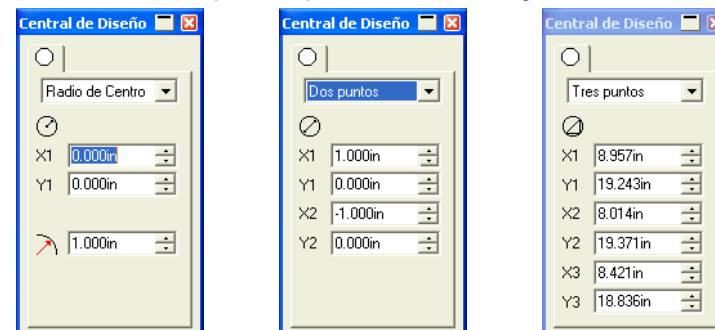 Central de Diseño
Radio de Centro
X1 0.000in
Y1 0.000in
1.000in
Central de Diseño
Dos puntos
X1 1.000in
Y1 0.000in
X2 -1.000in
Y2 0.000in
Central de Diseño
Tres puntos
X1 8.957in
Y1 19.243in
X2 8.014in
Y2 19.371in
X3 8.421in
Y3 18.836in